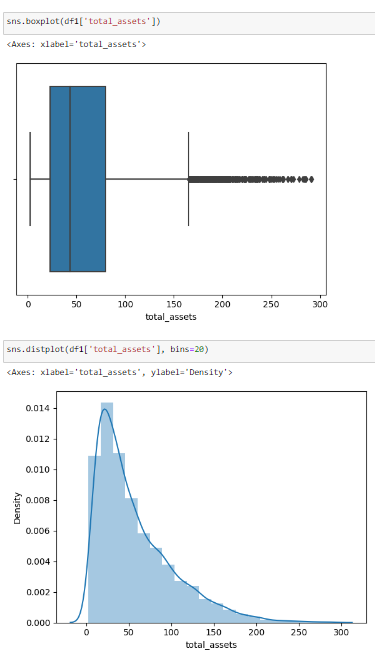 sns.boxplot(df1['total_assets'])
<Axes: xlabel='total_assets'>
0 50 100 150 200 250 300
total_assets
sns.distplot(df1['total_assets'], bins=20)
<Axes: xlabel='total_assets', ylabel='Density'>
0.014
0.012
0.010
0.008
Density
0.006
0.004
0.002
0.000
0 50 100 150 200 250 300
total_assets